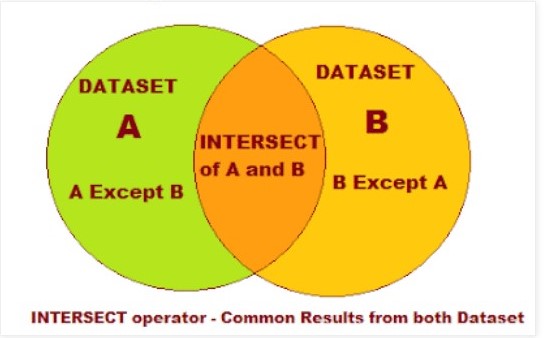 DATASET
A
A Except B
INTERSECT
of A and B
DATASET
B
B Except A
INTERSECT operator - Common Results from both Dataset